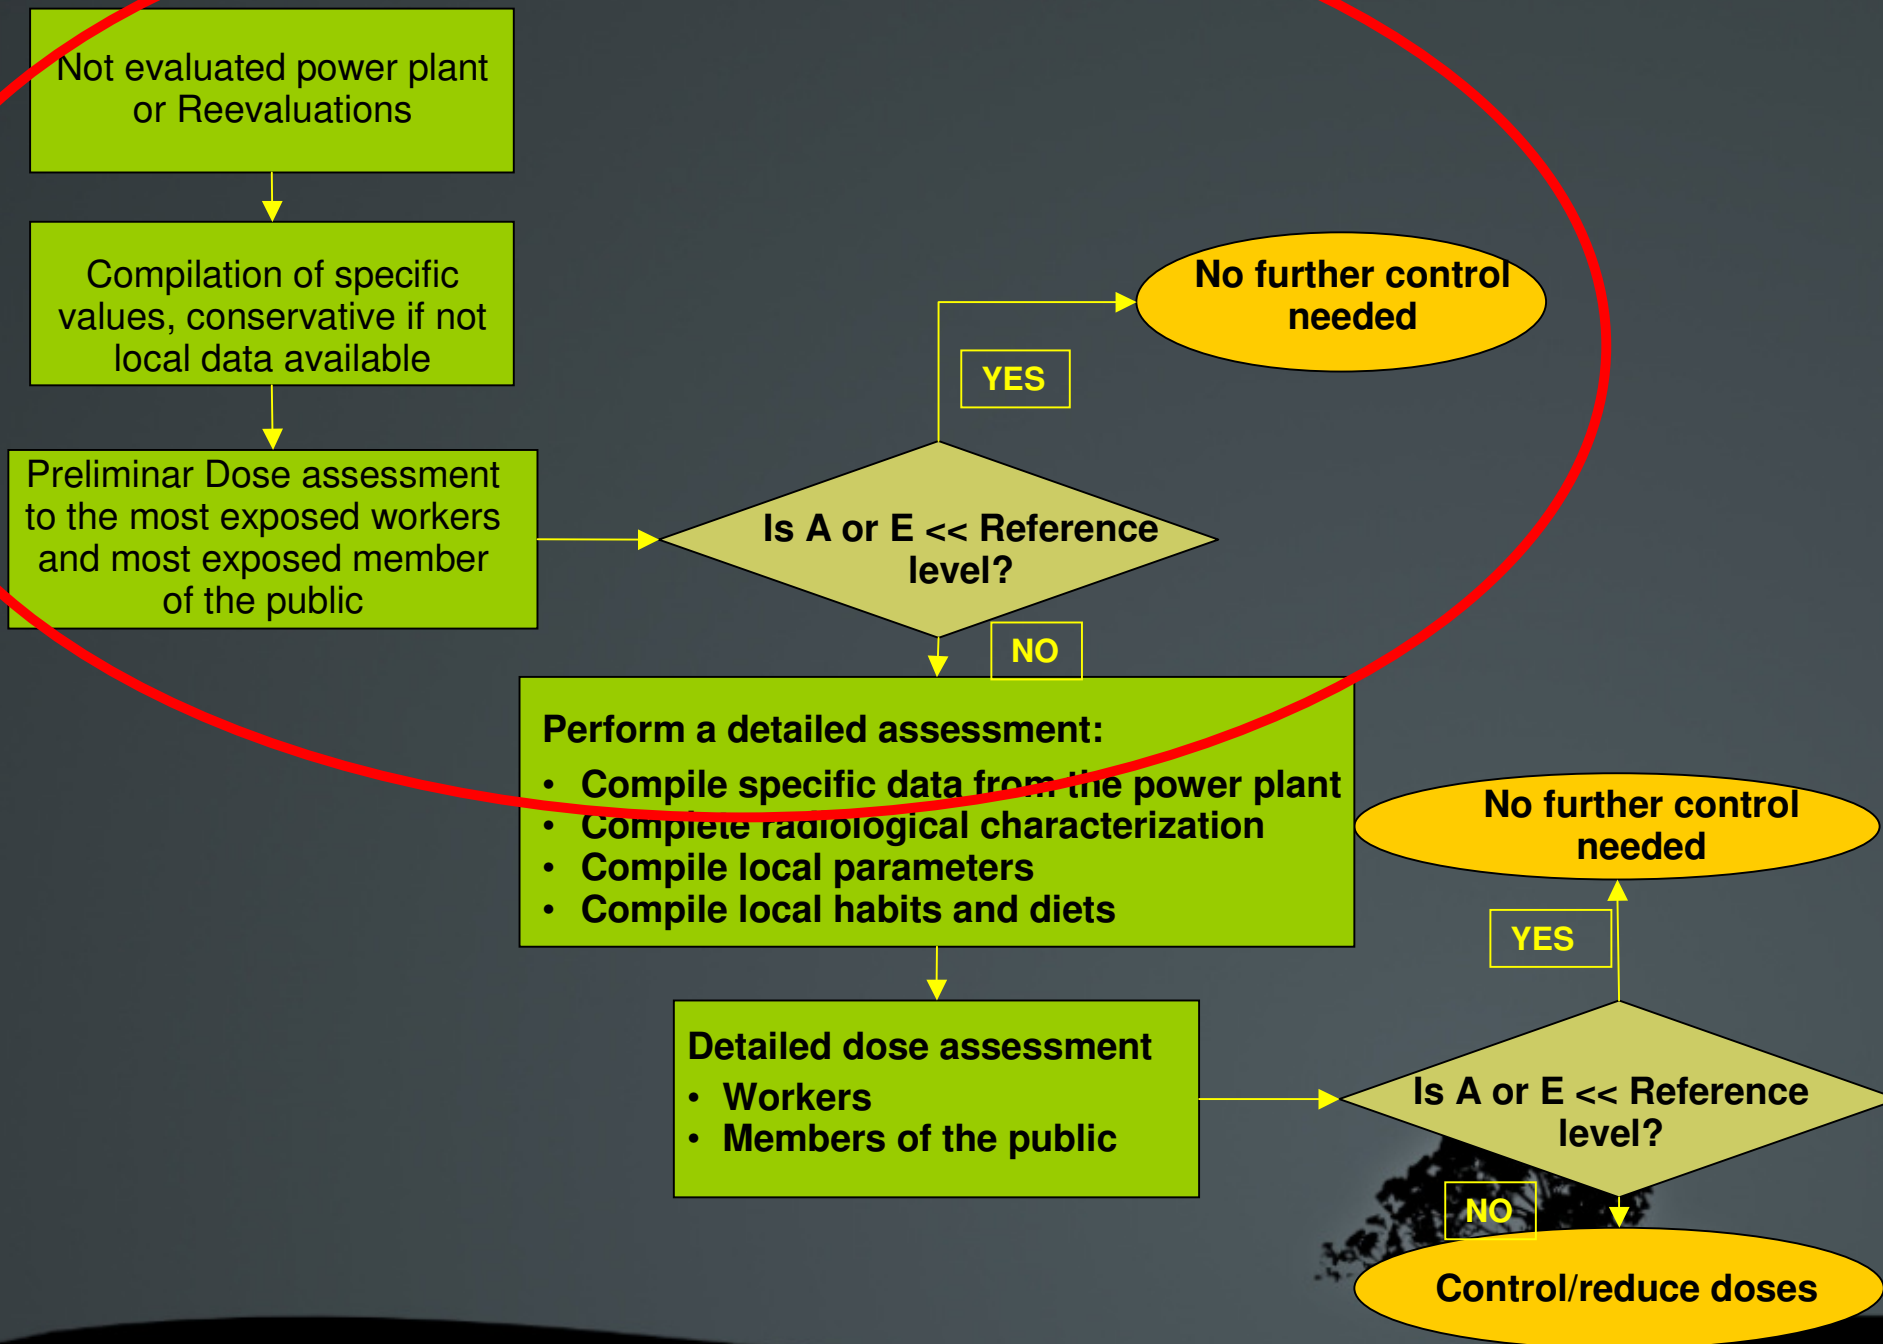 Not evaluated power plant
or Reevaluations
Compilation of specific
values, conservative if not
local data available
Preliminar Dose assessment
to the most exposed workers
and most exposed member
of the public
Is A or E << Reference
level?
YES
No further control
needed
NO
Perform a detailed assessment:
• Compile specific data from the power plant
• Complete radiological characterization
• Compile local parameters
• Compile local habits and diets
Detailed dose assessment
• Workers
• Members of the public
Is A or E << Reference
level?
YES
No further control
needed
NO
Control/reduce doses